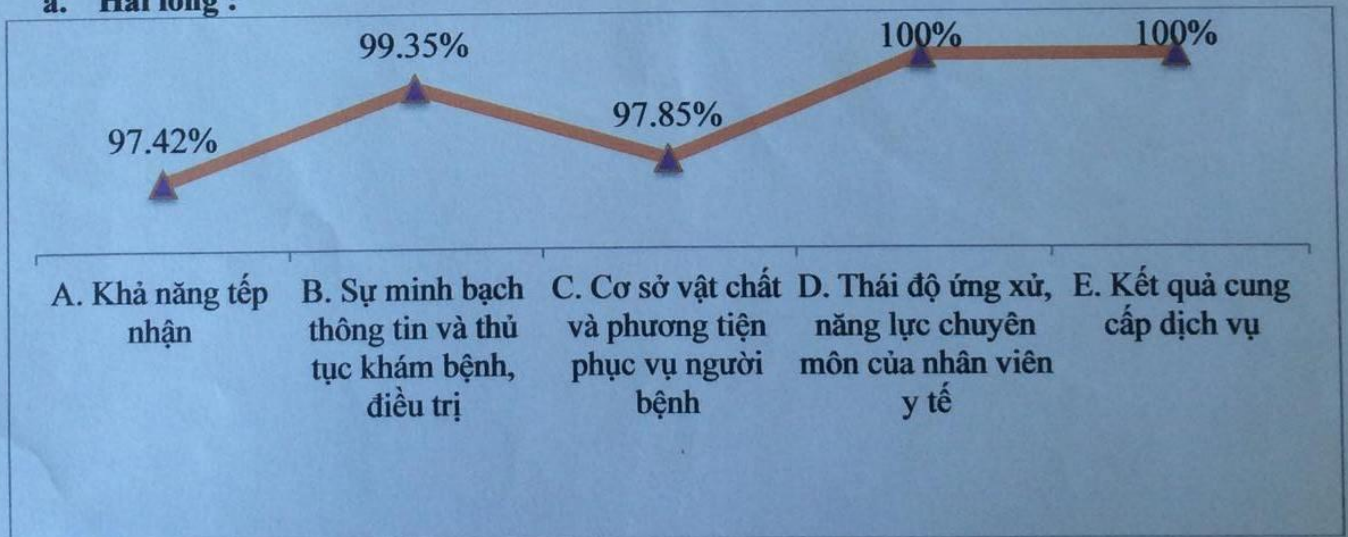 a. Hài lòng :
99.35%
100%
100%
97.85%
97.42%
A. Khả năng tếp
nhận
B. Sự minh bạch
thông tin và thủ
tục khám bệnh,
điều trị
C. Cơ sở vật chất
và phương tiện
phục vụ người
bệnh
D. Thái độ ứng xử,
năng lực chuyên
môn của nhân viên
y tế
E. Kết quả cung
cấp dịch vụ